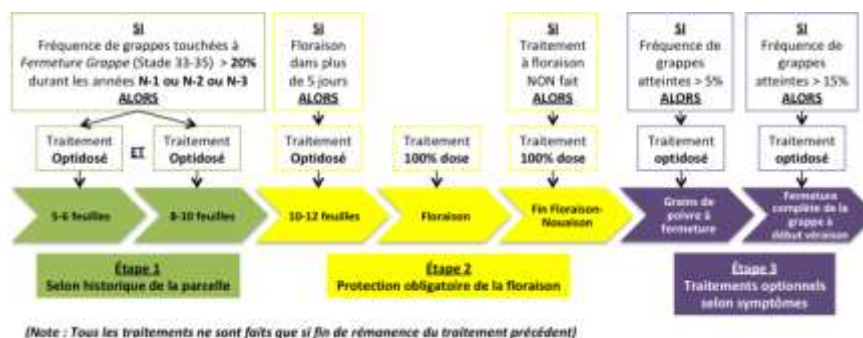 SI
Fréquence de grappes touchées à
Fermeture Grappe (Stade 33-35) > 20%
durant les années N-1 ou N-2 ou N-3
ALORS
SI
Floraison
dans plus
de 5 jours
ALORS
SI
Traitement
à floraison
NON fait
ALORS
SI
Fréquence de
grappes
atteintes > 5%
ALORS
SI
Fréquence de
grappes
atteintes > 15%
ALORS
Traitement
Optidosé
ET
Traitement
Optidosé
Traitement
Optidosé
Traitement
100% dose
Traitement
100% dose
Traitement
optidosé
Traitement
optidosé
5-6 feuilles
8-10 feuilles
10-12 feuilles
Floraison
Fin Floraison-
Nouaison
Grains de
poivre à
fermeture
Fermeture
complète de la
grappe à
début véraison
Étape 1
Selon historique de la parcelle
Étape 2
Protection obligatoire de la floraison
Étape 3
Traitements optionnels
selon symptômes
(Note : Tous les traitements ne sont faits que si fin de rémanence du traitement précédent)